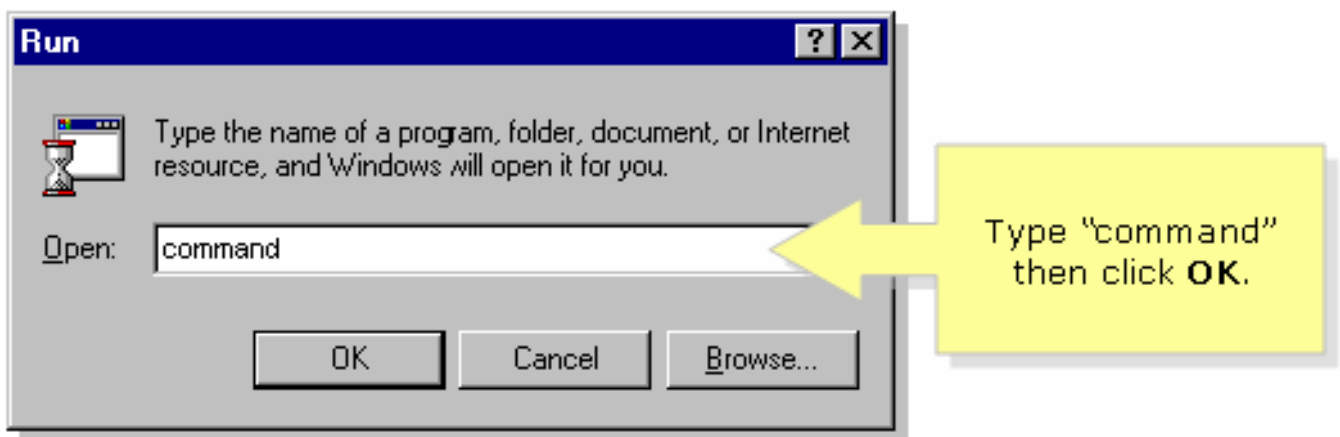 Run
Type the name of a program, folder, document, or Internet
resource, and Windows will open it for you.
Open: command
OK Cancel Browse...
Type “command”
then click OK.